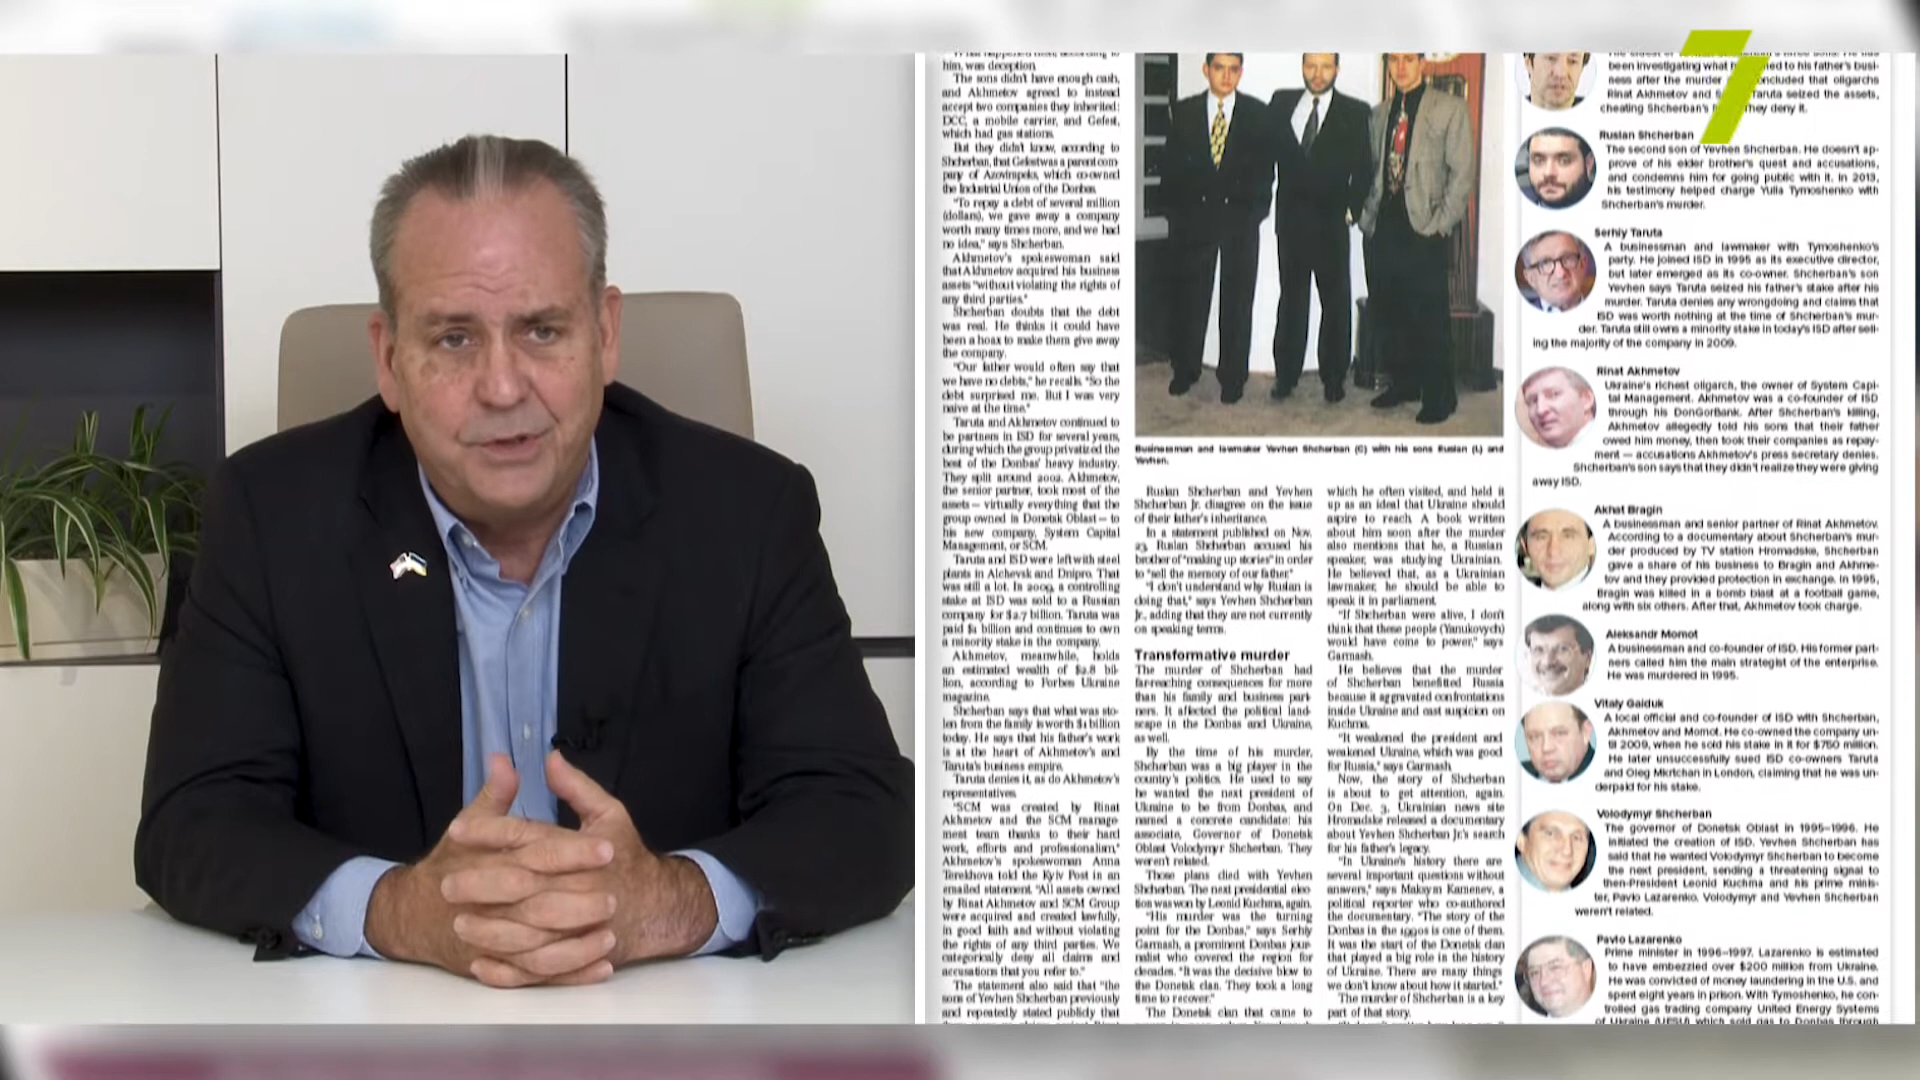 him, was deception.
The sons didn't have enough cash,
and Akhmetov agreed to instead
accept two companies they inherited:
DCC, a mobile carrier, and Gefest,
which had gas stations.
But they didn't know, according to
Shcherban, that Gefest was a parent com-
pany of Azovimpeks, which co-owned
the Industrial Union of the Donbas.
"To repay a debt of several million
(dollars), we gave away a company
worth many times more, and we had
no idea," says Shcherban.
Akhmetov's spokeswoman said
that Akhmetov acquired his business
assets "without violating the rights of
any third parties."
Shcherban doubts that the debt
was real. He thinks it could have
been a hoax to make them give away
the company.
"Our father would often say that
we have no debts," he recalls. "So the
debt surprised me. But I was very
naive at the time."
Taruta and Akhmetov continued to
be partners in ISD for several years,
during which the group privatized the
best of the Donbas' heavy industry.
They split around 2002. Akhmetov,
the senior partner, took most of the
assets — virtually everything that the
group owned in Donetsk Oblast — to
his new company, System Capital
Management, or SCM.
Taruta and ISD were left with steel
plants in Alchevsk and Dnipro. That
was still a lot. In 2009, a controlling
stake at ISD was sold to a Russian
company for $2.7 billion. Taruta was
paid $1 billion and continues to own
a minority stake in the company.
Akhmetov, meanwhile, holds
an estimated wealth of $2.8 bil-
lion, according to Forbes Ukraine
magazine.
Shcherban says that what was sto-
len from the family is worth $1 billion
today. He says that his father's work
is at the heart of Akhmetov's and
Taruta's business empire.
Taruta denies it, as do Akhmetov's
representatives.
"SCM was created by Rinat
Akhmetov and the SCM manage-
ment team thanks to their hard
work, efforts and professionalism,"
Akhmetov's spokeswoman Anna
Terekhova told the Kyiv Post in an
emailed statement. "All assets owned
by Rinat Akhmetov and SCM Group
were acquired and created lawfully,
in good faith and without violating
the rights of any third parties. We
categorically deny all claims and
accusations that you refer to."
The statement also said that "the
sons of Yevhen Shcherban previously
and repeatedly stated publicly that
Businessman and lawmaker Yevhen Shcherban (C) with his sons Ruslan (L) and
Yevhen.
Ruslan Shcherban and Yevhen
Shcherban Jr. disagree on the issue
of their father's inheritance.
In a statement published on Nov.
23, Ruslan Shcherban accused his
brother of "making up stories" in order
to "sell the memory of our father."
"I don't understand why Ruslan is
doing that," says Yevhen Shcherban
Jr., adding that they are not currently
on speaking terms.
Transformative murder
The murder of Shcherban had
far-reaching consequences for more
than his family and business part-
ners. It affected the political land-
scape in the Donbas and Ukraine,
as well.
By the time of his murder,
Shcherban was a big player in the
country's politics. He used to say
he wanted the next president of
Ukraine to be from Donbas, and
named a concrete candidate: his
associate, Governor of Donetsk
Oblast Volodymyr Shcherban. They
weren't related.
Those plans died with Yevhen
Shcherban. The next presidential elec-
tion was won by Leonid Kuchma, again.
"His murder was the turning
point for the Donbas," says Serhiy
Garmash, a prominent Donbas jour-
nalist who covered the region for
decades. "It was the decisive blow to
the Donetsk clan. They took a long
time to recover."
The Donetsk clan that came to
which he often visited, and held it
up as an ideal that Ukraine should
aspire to reach. A book written
about him soon after the murder
also mentions that he, a Russian
speaker, was studying Ukrainian.
He believed that, as a Ukrainian
lawmaker, he should be able to
speak it in parliament.
"If Shcherban were alive, I don't
think that these people (Yanukovych)
would have come to power," says
Garmash.
He believes that the murder
of Shcherban benefitted Russia
because it aggravated confrontations
inside Ukraine and cast suspicion on
Kuchma.
"It weakened the president and
weakened Ukraine, which was good
for Russia," says Garmash.
Now, the story of Shcherban
is about to get attention, again.
On Dec. 3, Ukrainian news site
Hromadske released a documentary
about Yevhen Shcherban Jr.'s search
for his father's legacy.
"In Ukraine's history there are
several important questions without
answers," says Maksym Kamenev, a
political reporter who co-authored
the documentary. "The story of the
Donbas in the 1990s is one of them.
It was the start of the Donetsk clan
that played a big role in the history
of Ukraine. There are many things
we don't know about how it started."
The murder of Shcherban is a key
part of that story.
been investigating what to his father's busi-
ness after the murder concluded that oligarchs
Rinat Akhmetov and Taruta seized the assets,
cheating Shcherban's They deny it.
Ruslan Shcherban
The second son of Yevhen Shcherban. He doesn't ap-
prove of his elder brother's quest and accusations,
and condemns him for going public with it. In 2013,
his testimony helped charge Yulia Tymoshenko with
Shcherban's murder.
Serhiy Taruta
A businessman and lawmaker with Tymoshenko's
party. He joined ISD in 1995 as its executive director,
but later emerged as its co-owner. Shcherban's son
Yevhen says Taruta seized his father's stake after his
murder. Taruta denies any wrongdoing and claims that
ISD was worth nothing at the time of Shcherban's mur-
der. Taruta still owns a minority stake in today's ISD after sell-
ing the majority of the company in 2009.
Rinat Akhmetov
Ukraine's richest oligarch, the owner of System Capi-
tal Management. Akhmetov was a co-founder of ISD
through his DonGorBank. After Shcherban's killing,
Akhmetov allegedly told his sons that their father
owed him money, then took their companies as repay-
ment — accusations Akhmetov's press secretary denies.
Shcherban's son says that they didn't realize they were giving
away ISD.
Akhat Bragin
A businessman and senior partner of Rinat Akhmetov.
According to a documentary about Shcherban's mur-
der produced by TV station Hromadske, Shcherban
gave a share of his business to Bragin and Akhme-
tov and they provided protection in exchange. In 1995,
Bragin was killed in a bomb blast at a football game,
along with six others. After that, Akhmetov took charge.
Aleksandr Momot
A businessman and co-founder of ISD. His former part-
ners called him the main strategist of the enterprise.
He was murdered in 1995.
Vitaly Gaiduk
A local official and co-founder of ISD with Shcherban,
Akhmetov and Momot. He co-owned the company un-
til 2009, when he sold his stake in it for $750 million.
He later unsuccessfully sued ISD co-owners Taruta
and Oleg Mkrtchan in London, claiming that he was un-
derpaid for his stake.
Volodymyr Shcherban
The governor of Donetsk Oblast in 1995–1996. He
initiated the creation of ISD. Yevhen Shcherban has
said that he wanted Volodymyr Shcherban to become
the next president, sending a threatening signal to
then-President Leonid Kuchma and his prime minis-
ter, Pavlo Lazarenko. Volodymyr and Yevhen Shcherban
weren't related.
Pavlo Lazarenko
Prime minister in 1996–1997, Lazarenko is estimated
to have embezzled over $200 million from Ukraine.
He was convicted of money laundering in the U.S. and
spent eight years in prison. With Tymoshenko, he con-
trolled gas trading company United Energy Systems
of Ukraine (UESU), which sold gas to Donbas through
7